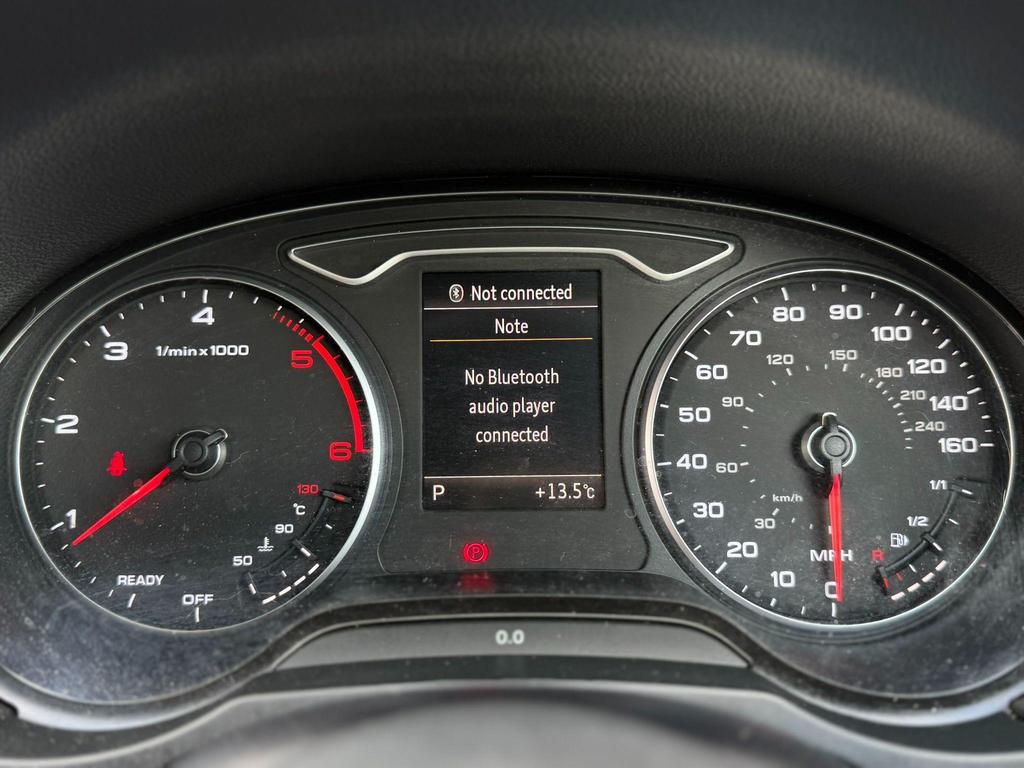 Not connected
Note
No Bluetooth
audio player
connected
P +13.5°c
P
0.0
1/min x 1000
1 2 3 4 5 6
READY
OFF
50 90 130
°C
0 10 20 30 40 50 60 70 80 90 100 120 140 160
30 60 90 120 150 180 210 240
km/h
MPH
R 1/2 1/1